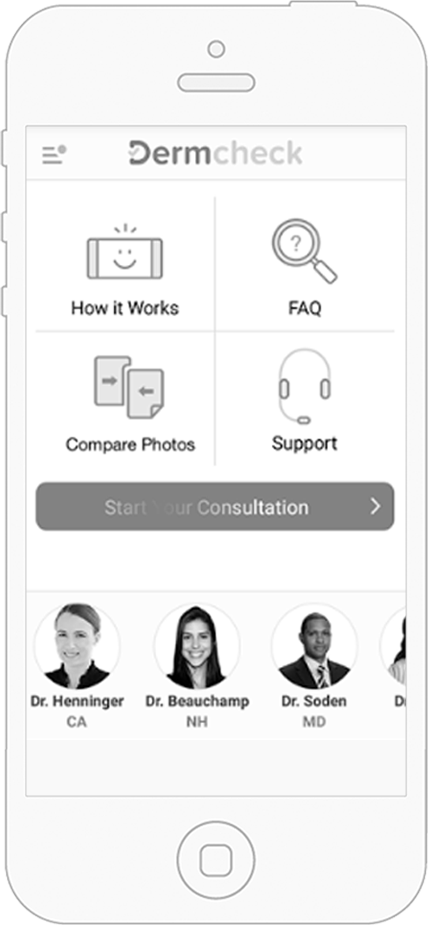 Dermcheck
How it Works
FAQ
?
Compare Photos
Support
Start Your Consultation
Dr. Henninger
CA
Dr. Beauchamp
NH
Dr. Soden
MD